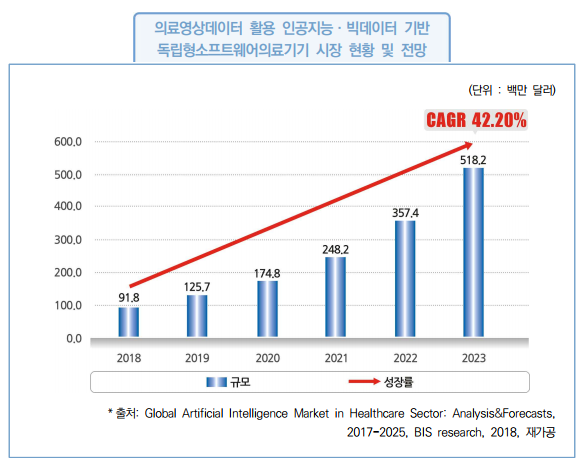 의료영상데이터 활용 인공지능·빅데이터 기반
독립형소프트웨어의료기기 시장 현황 및 전망
(단위 : 백만 달러)
CAGR 42.20%
600.0
500.0
400.0
300.0
200.0
100.0
0.0
91.8
125.7
174.8
248.2
357.4
518.2
2018 2019 2020 2021 2022 2023
규모 성장률
* 출처: Global Artificial Intelligence Market in Healthcare Sector: Analysis&Forecasts,
2017-2025, BIS research, 2018, 재가공